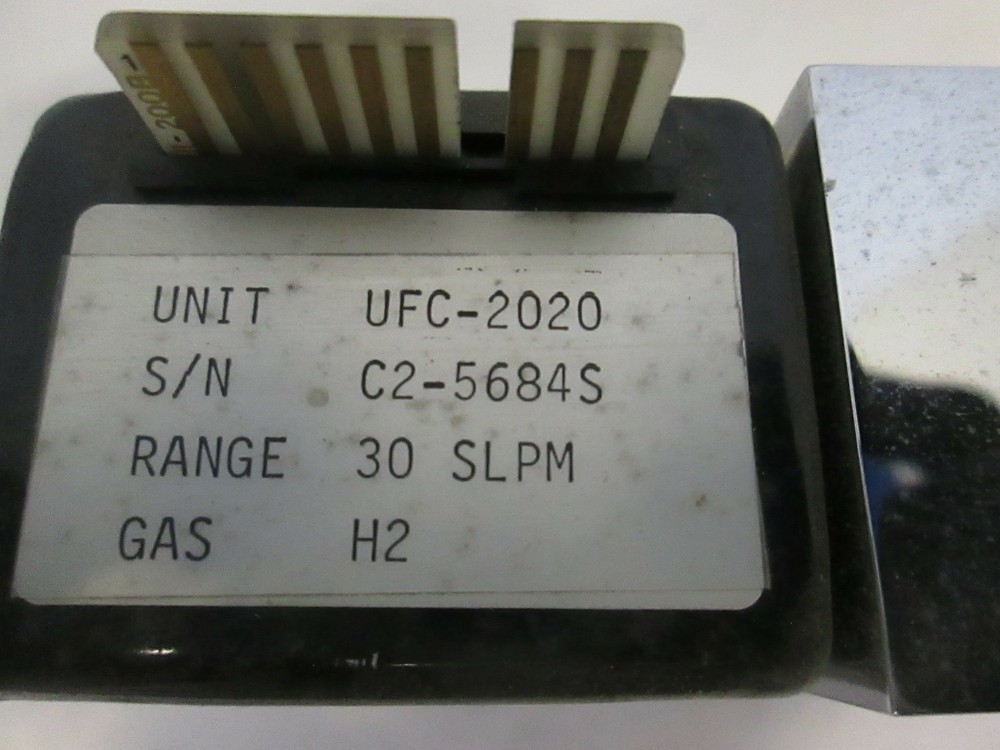 UNIT UFC-2020
S/N C2-5684S
RANGE 30 SLPM
GAS H2